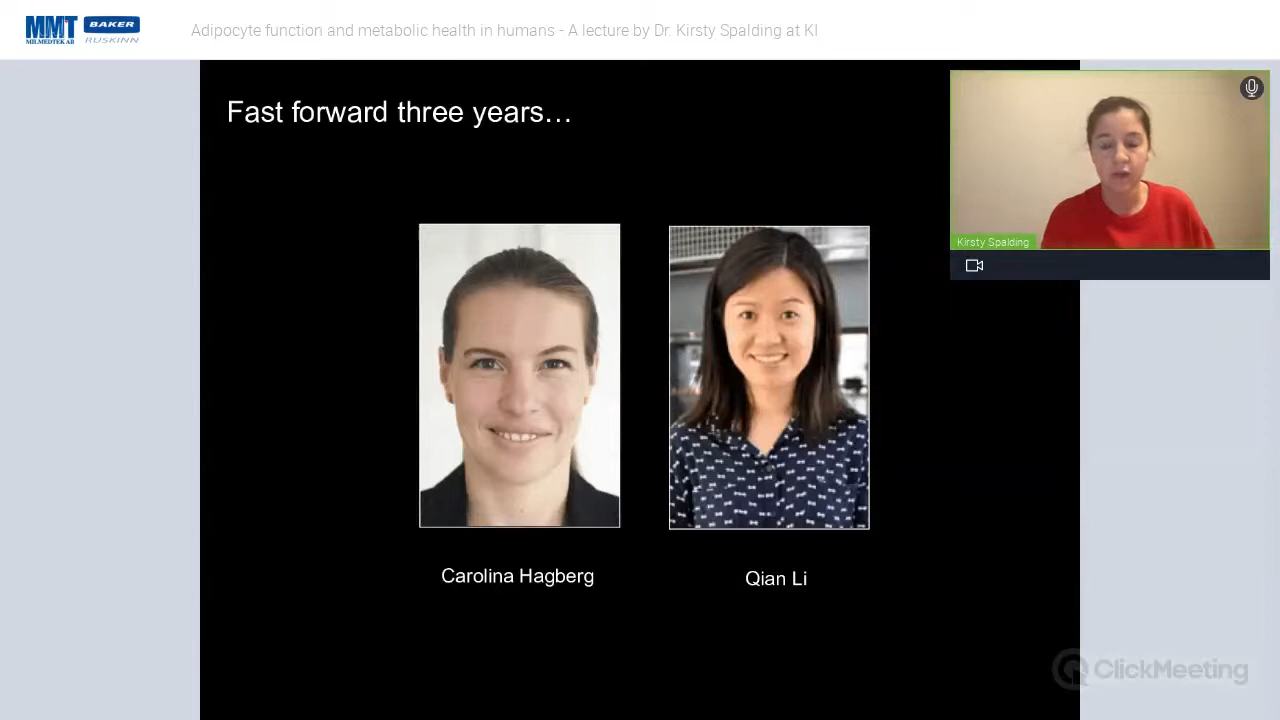 MMT
MILMEDTEK AB
BAKER
RUSKINN
Adipocyte function and metabolic health in humans - A lecture by Dr. Kirsty Spalding at KI
Fast forward three years…
Kirsty Spalding
Carolina Hagberg
Qian Li
ClickMeeting